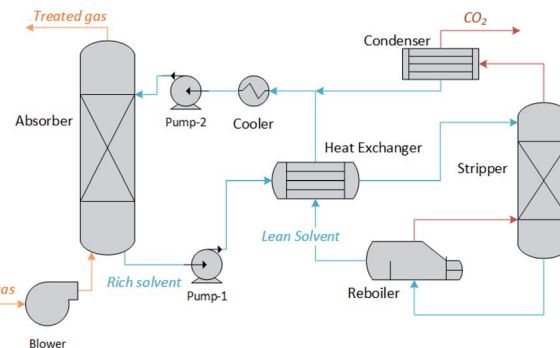 Treated gas
CO2
Condenser
Absorber
Pump-2
Cooler
Heat Exchanger
Stripper
Lean Solvent
Rich solvent
Pump-1
Reboiler
Blower